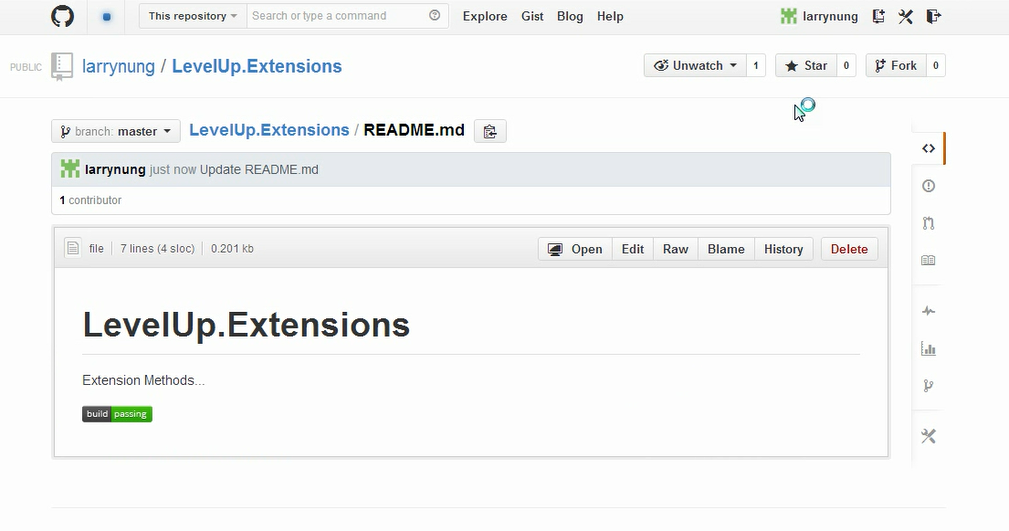 This repository Search or type a command Explore Gist Blog Help larrynung
PUBLIC larrynung / LevelUp.Extensions Unwatch 1 Star 0 Fork 0
branch: master LevelUp.Extensions / README.md
larrynung just now Update README.md
1 contributor
file 7 lines (4 sloc) 0.201 kb Open Edit Raw Blame History Delete
LevelUp.Extensions
Extension Methods...
build passing